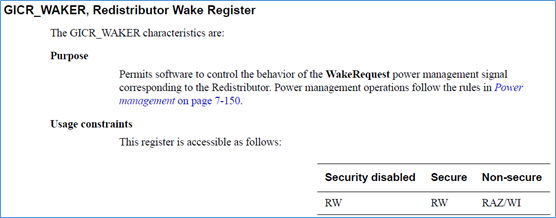 GICR_WAKER, Redistributor Wake Register
The GICR_WAKER characteristics are:
Purpose
Permits software to control the behavior of the WakeRequest power management signal
corresponding to the Redistributor. Power management operations follow the rules in Power
management on page 7-150.
Usage constraints
This register is accessible as follows:
Security disabled Secure Non-secure
RW RW RAZ/WI